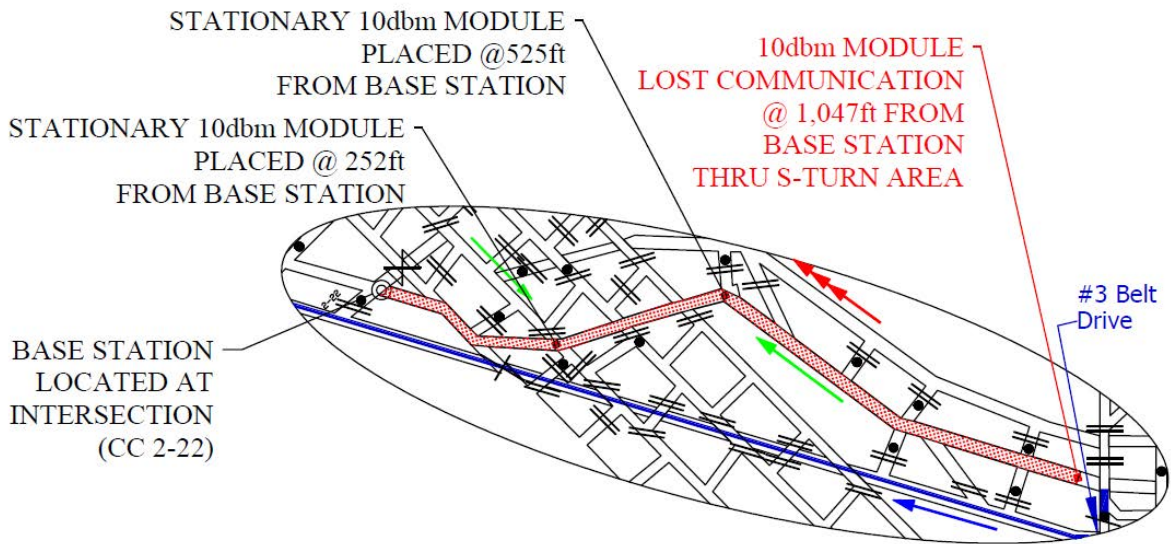 STATIONARY 10dbm MODULE
PLACED @525ft
FROM BASE STATION
STATIONARY 10dbm MODULE
PLACED @ 252ft
FROM BASE STATION
10dbm MODULE
LOST COMMUNICATION
@ 1,047ft FROM
BASE STATION
THRU S-TURN AREA
#3 Belt
Drive
2-22
BASE STATION
LOCATED AT
INTERSECTION
(CC 2-22)